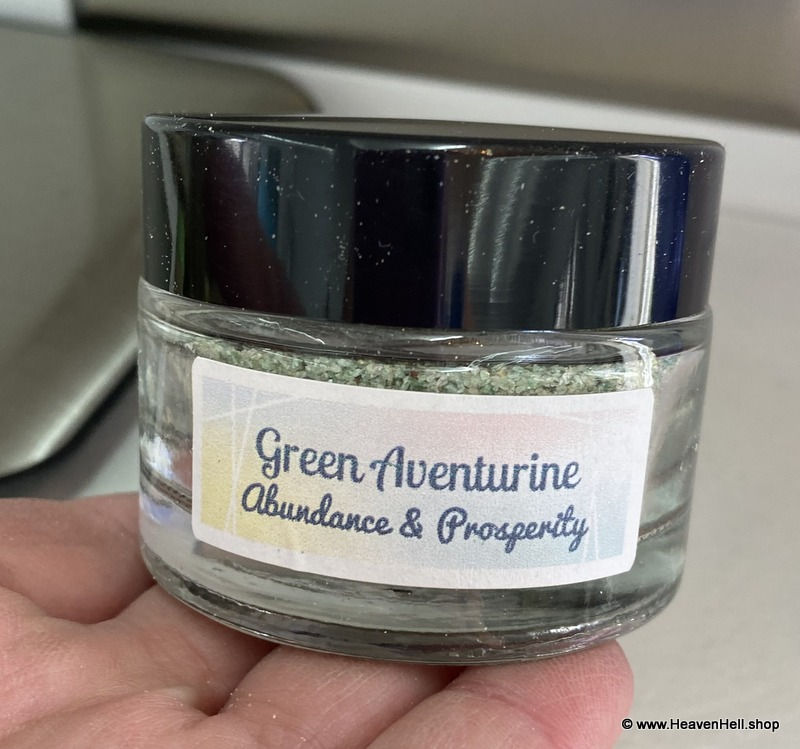 Green Aventurine
Abundance & Prosperity
© www.HeavenHell.shop